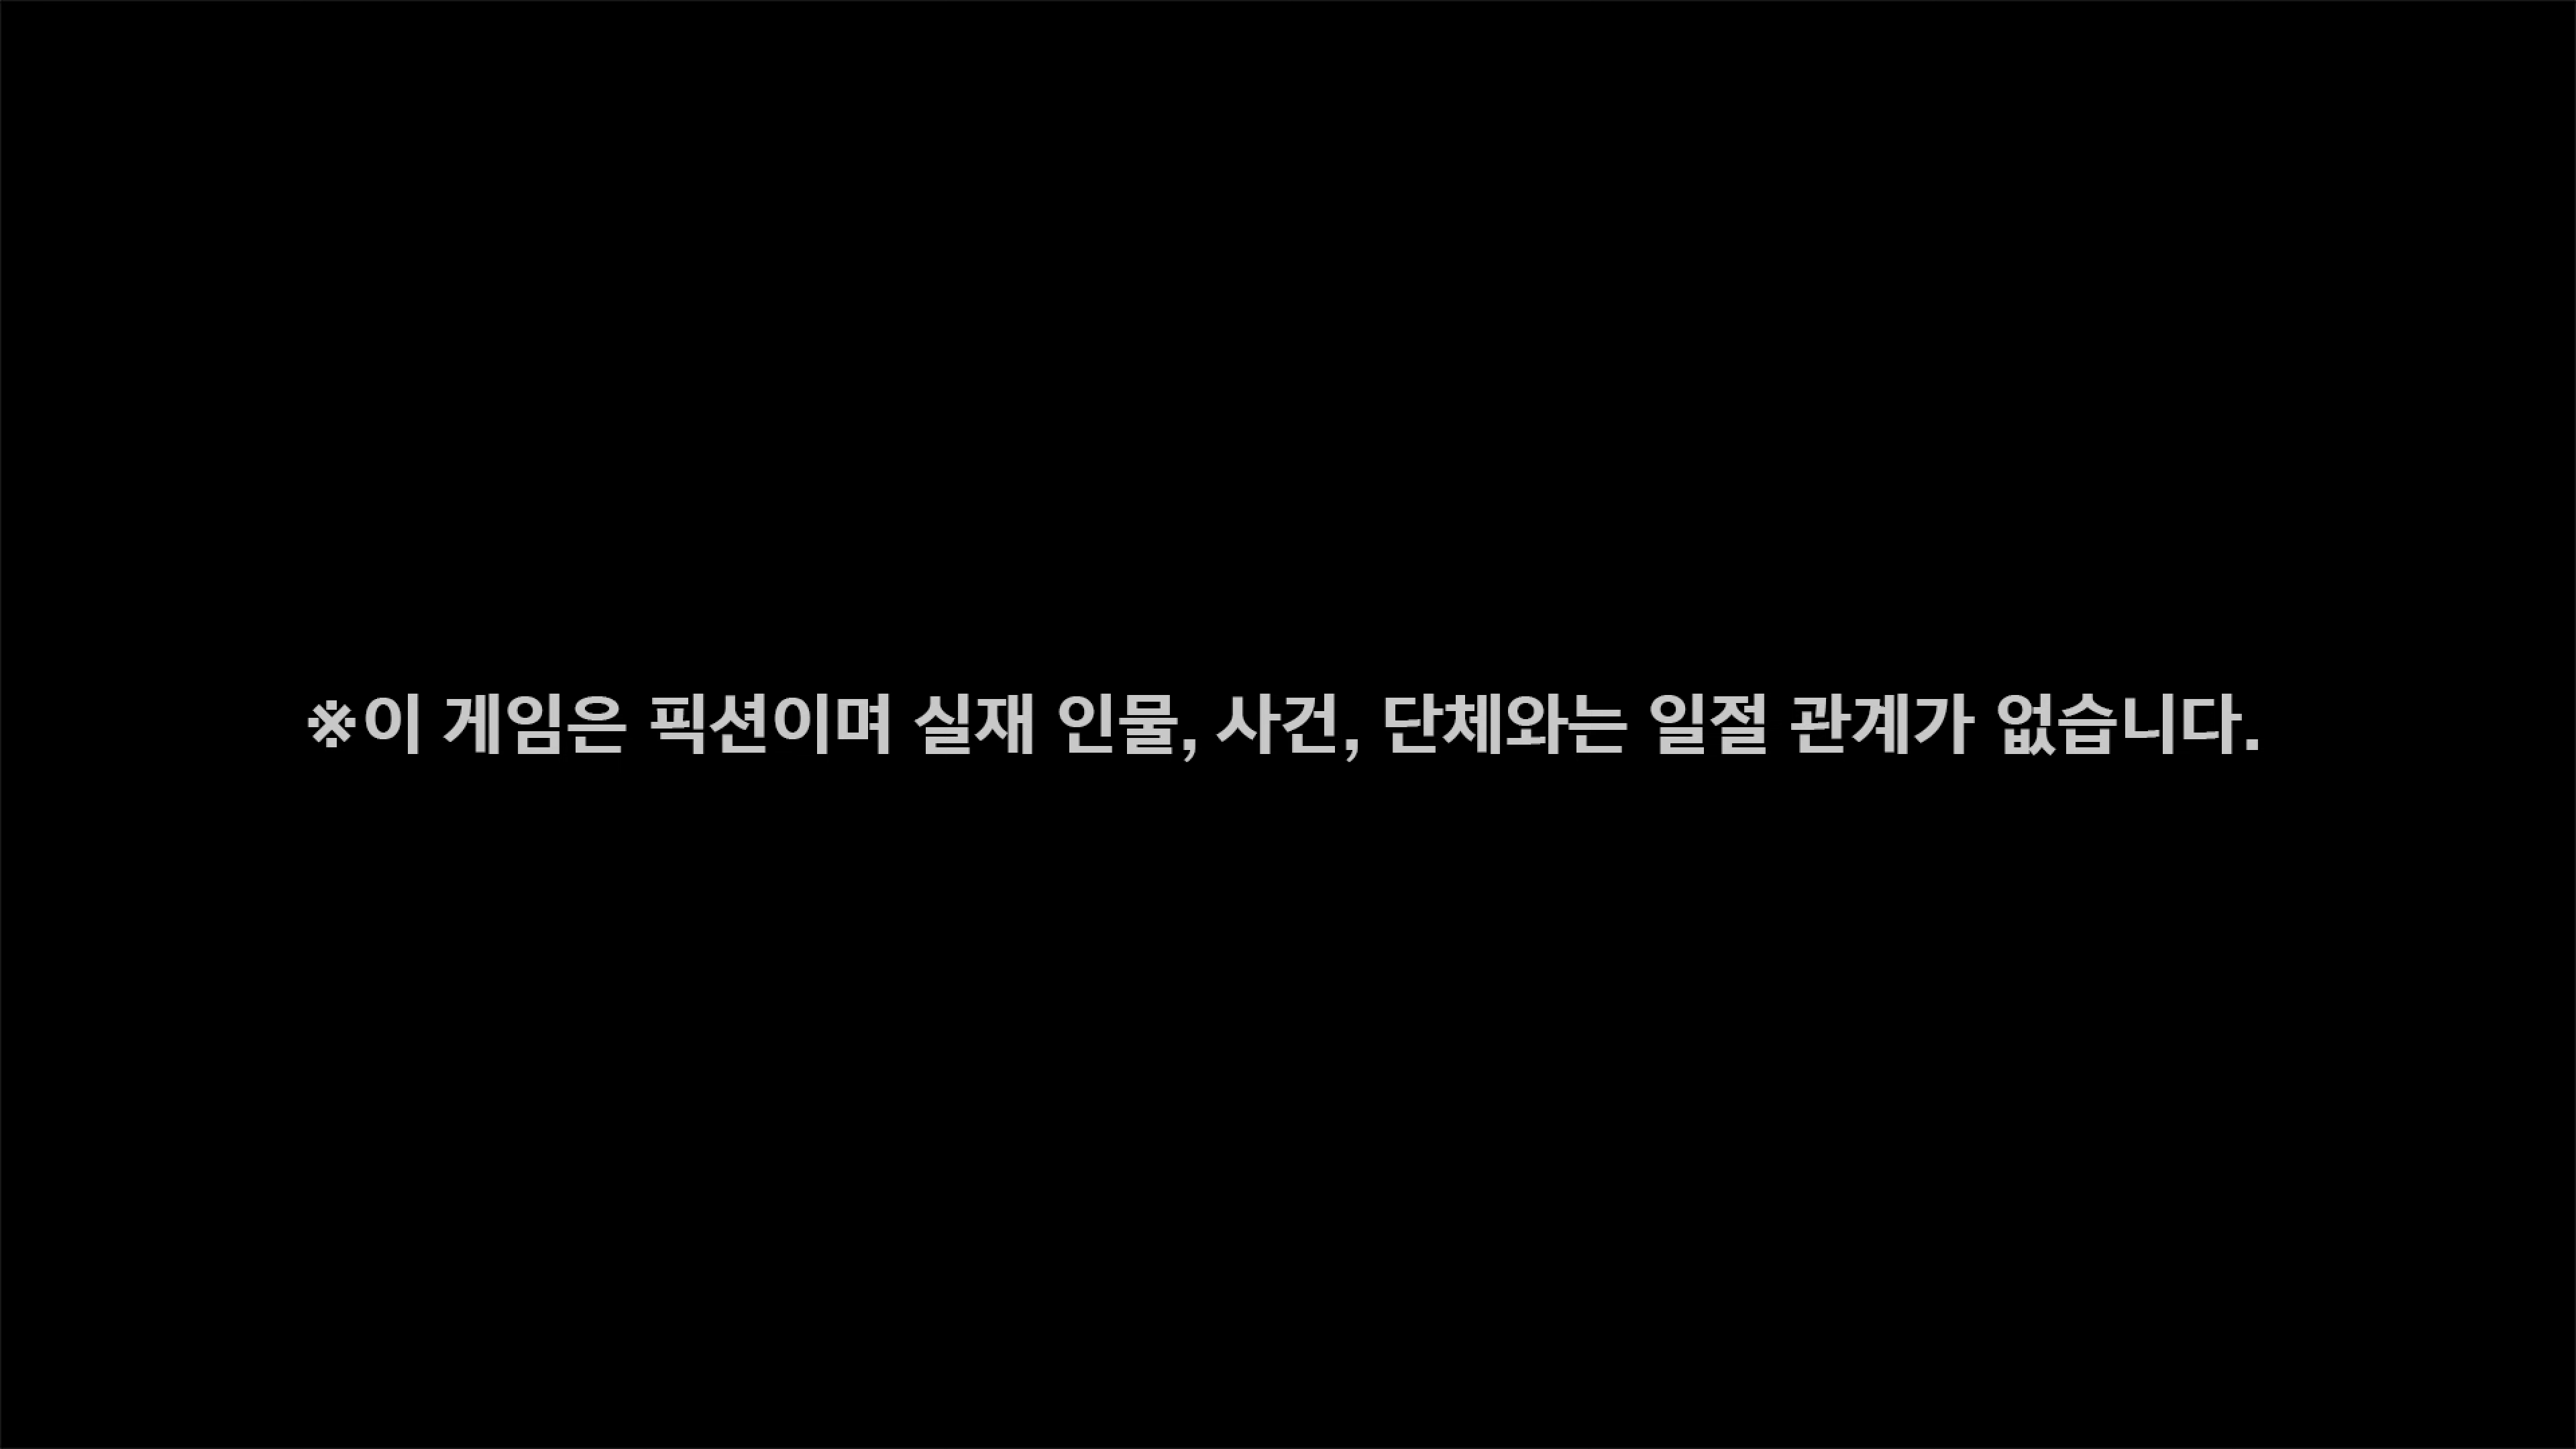 ※이 게임은 픽션이며 실재 인물, 사건, 단체와는 일절 관계가 없습니다.